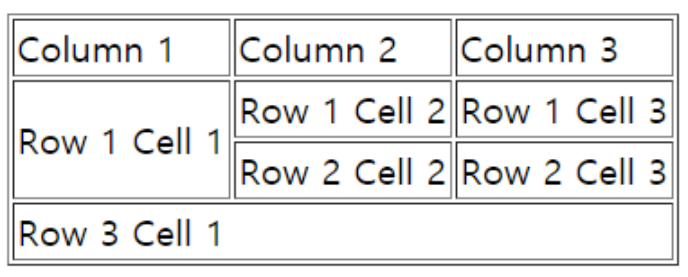 Column 1 Column 2 Column 3
Row 1 Cell 1 Row 1 Cell 2 Row 1 Cell 3
Row 2 Cell 2 Row 2 Cell 3
Row 3 Cell 1